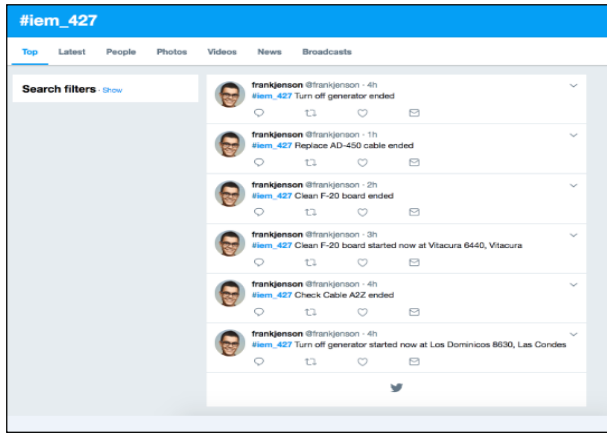 #iem_427
Top Latest People Photos Videos News Broadcasts
Search filters · Show
frankjenson @frankjenson · 4h
#iem_427 Turn off generator ended
frankjenson @frankjenson · 1h
#iem_427 Replace AD-450 cable ended
frankjenson @frankjenson · 2h
#iem_427 Clean F-20 board ended
frankjenson @frankjenson · 3h
#iem_427 Clean F-20 board started now at Vitacura 6440, Vitacura
frankjenson @frankjenson · 4h
#iem_427 Check Cable A2Z ended
frankjenson @frankjenson · 4h
#iem_427 Turn off generator started now at Los Dominicos 8630, Las Condes